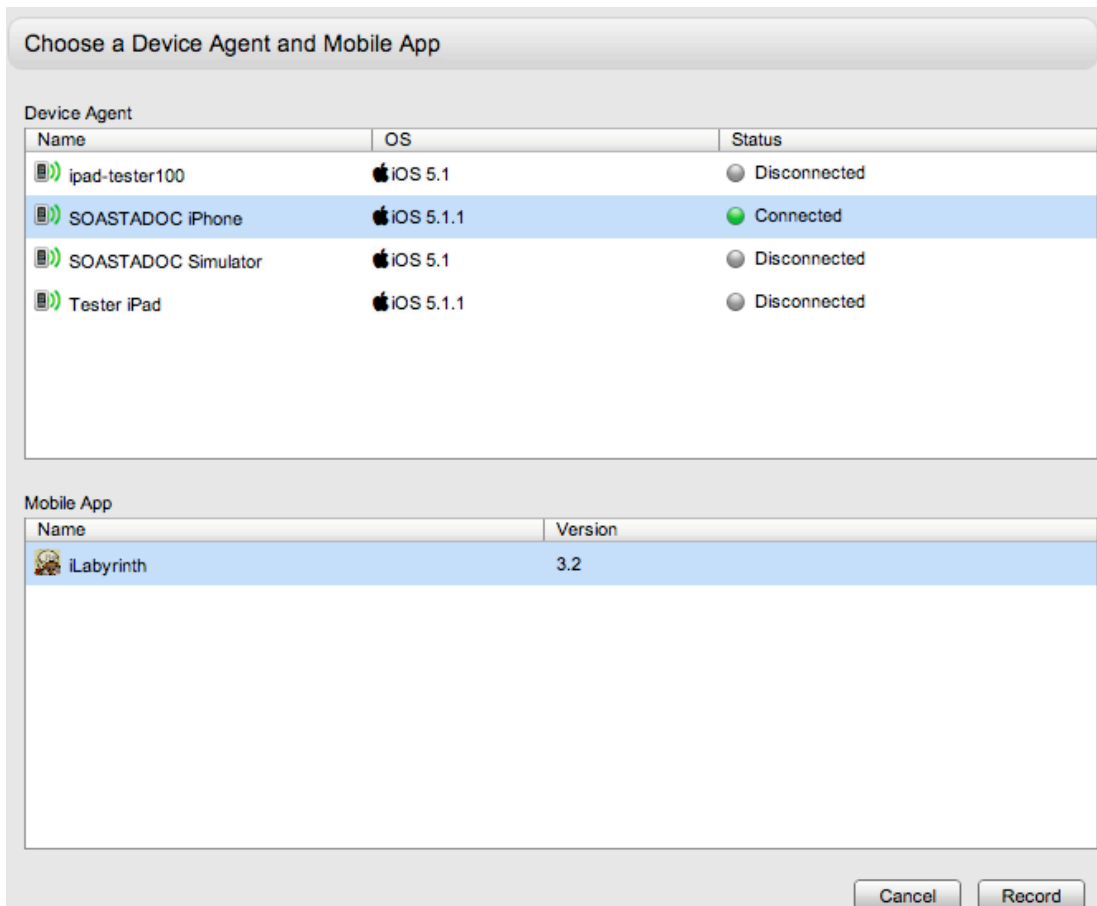 Choose a Device Agent and Mobile App
Device Agent
Name OS Status
ipad-tester100 iOS 5.1 Disconnected
SOASTADOC iPhone iOS 5.1.1 Connected
SOASTADOC Simulator iOS 5.1 Disconnected
Tester iPad iOS 5.1.1 Disconnected
Mobile App
Name Version
iLabyrinth 3.2
Cancel Record